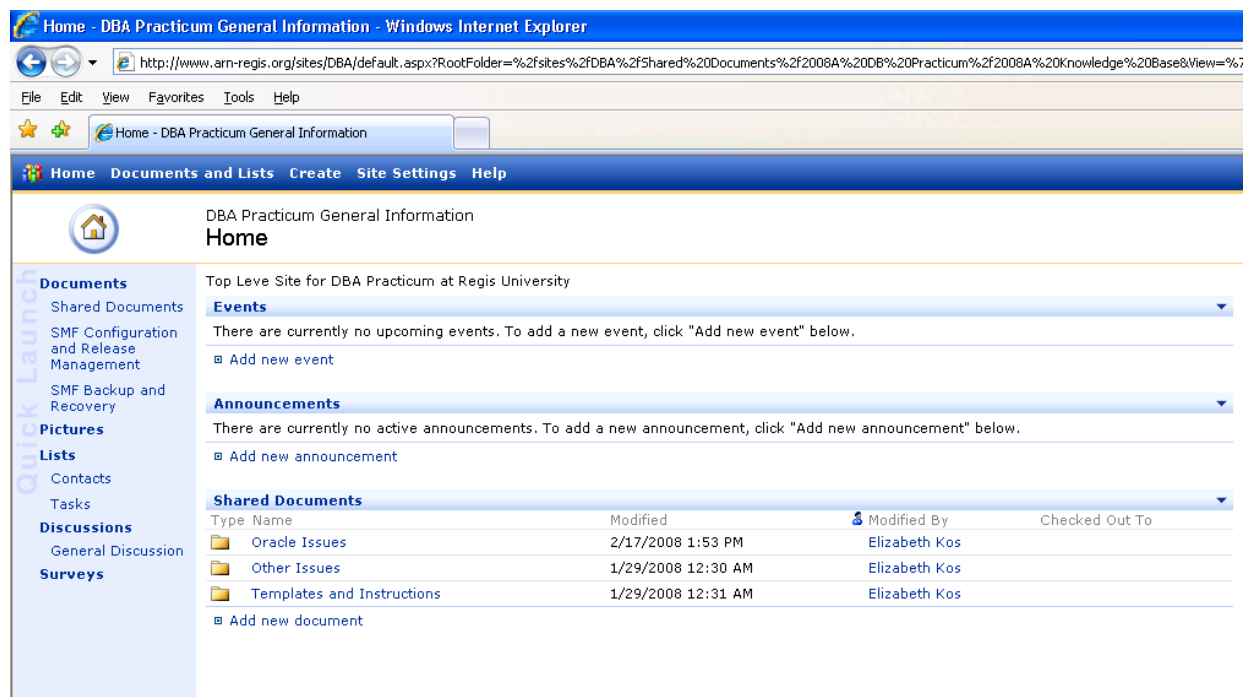 Home - DBA Practicum General Information - Windows Internet Explorer
http://www.arn-regis.org/sites/DBA/default.aspx?RootFolder=%2fsites%2fDBA%2fShared%20Documents%2f2008A%20DB%20Practicum%2f2008A%20Knowledge%20Base&View=%7
File Edit View Favorites Tools Help
Home - DBA Practicum General Information
Home Documents and Lists Create Site Settings Help
DBA Practicum General Information
Home
Quick Launch
Documents
Shared Documents
SMF Configuration
and Release
Management
SMF Backup and
Recovery
Pictures
Lists
Contacts
Tasks
Discussions
General Discussion
Surveys
Top Leve Site for DBA Practicum at Regis University
Events
There are currently no upcoming events. To add a new event, click "Add new event" below.
Add new event
Announcements
There are currently no active announcements. To add a new announcement, click "Add new announcement" below.
Add new announcement
Shared Documents
Type Name Modified Modified By Checked Out To
Oracle Issues 2/17/2008 1:53 PM Elizabeth Kos
Other Issues 1/29/2008 12:30 AM Elizabeth Kos
Templates and Instructions 1/29/2008 12:31 AM Elizabeth Kos
Add new document